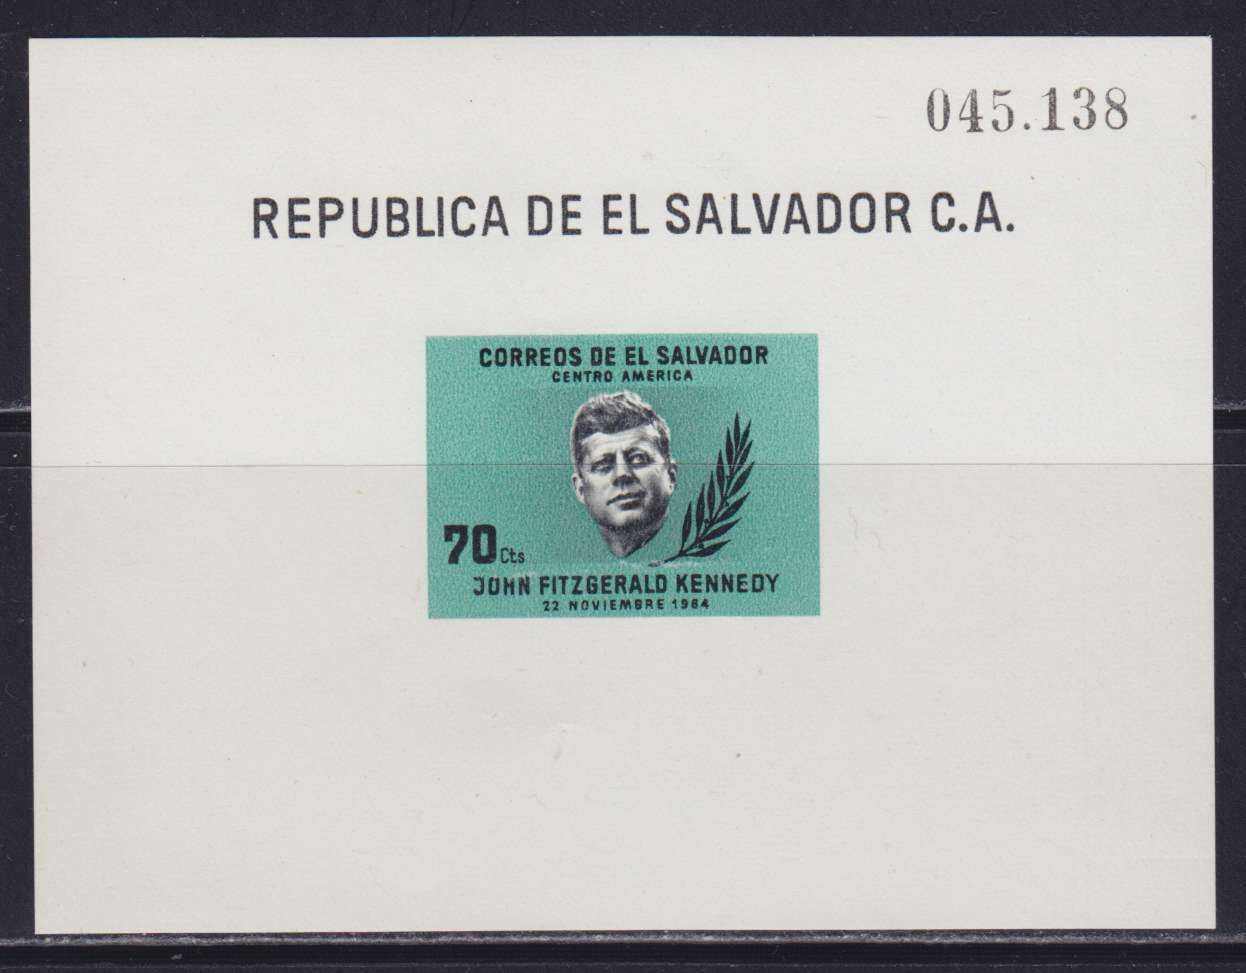 045.138
REPUBLICA DE EL SALVADOR C.A.
CORREOS DE EL SALVADOR
CENTRO AMERICA
70 Cts
JOHN FITZGERALD KENNEDY
22 NOVIEMBRE 1964